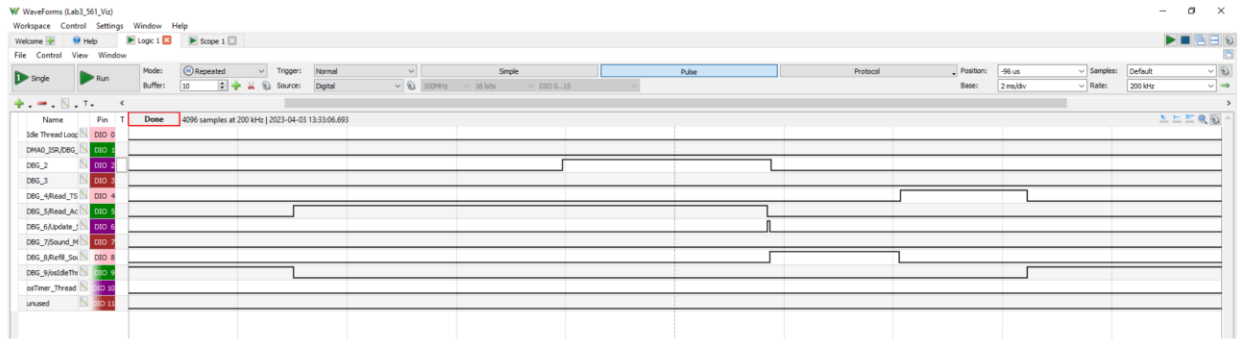 WaveForms (Lab3_561_Viz)
Workspace Control Settings Window Help
Welcome Help Logic 1 Scope 1
File Control View Window
Single Run Mode: Repeated Trigger: Normal Simple Pulse Protocol Position: -96 us Samples: Default
Buffer: 10 Source: Digital 100MHz 16 bits DIO 0..15 Base: 2 ms/div Rate: 200 kHz
Name Pin T Done 4096 samples at 200 kHz | 2023-04-03 13:33:06.693
Idle Thread Loop DIO 0
DMA0_ISR/DBG_ DIO 1
DBG_2 DIO 2
DBG_3 DIO 3
DBG_4/Read_TS DIO 4
DBG_5/Read_Ac DIO 5
DBG_6/Update_S DIO 6
DBG_7/Sound_M DIO 7
DBG_8/Refill_Sou DIO 8
DBG_9/osIdleThr DIO 9
osTimer_Thread DIO 10
unused DIO 11